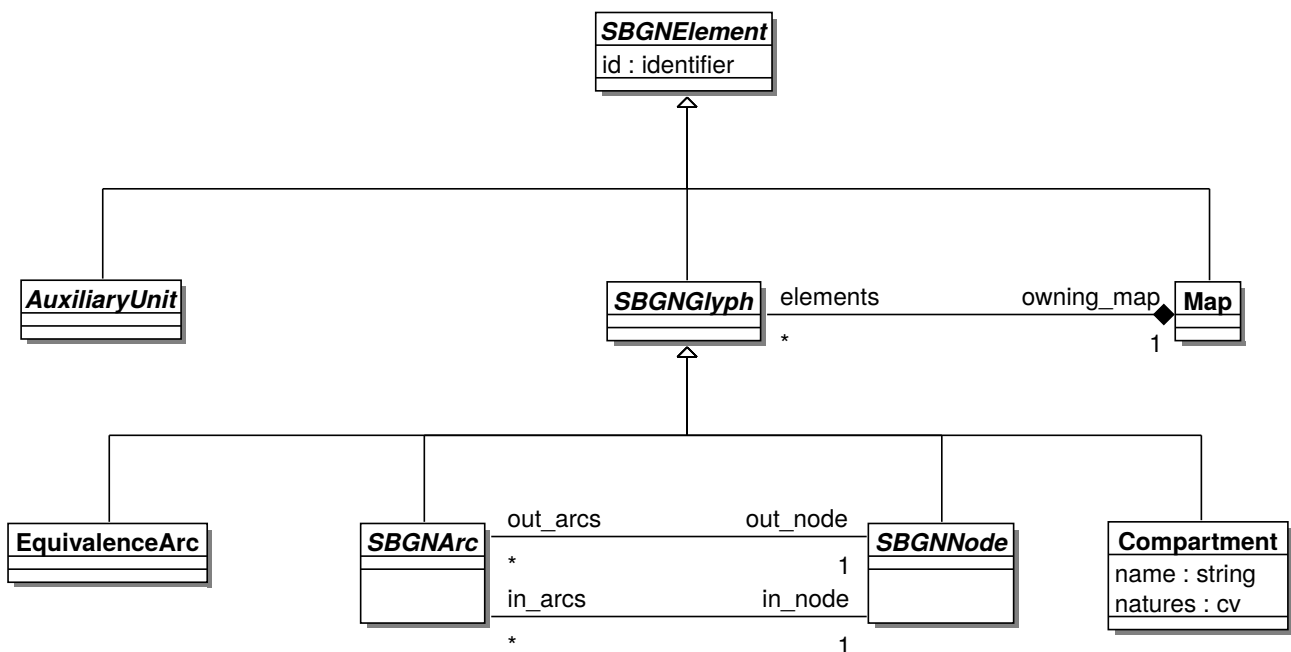 SBGNElement
id : identifier
AuxiliaryUnit
SBGNGlyph
elements
owning_map
Map
*
1
EquivalenceArc
SBGNArc
out_arcs
out_node
*
1
in_arcs
in_node
*
1
SBGNNode
Compartment
name : string
natures : cv